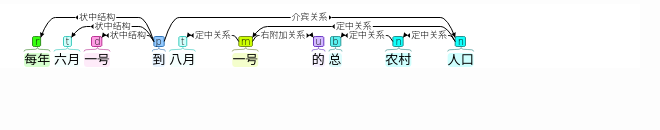 状中结构 介宾关系
状中结构 定中关系
状中结构 定中关系 右附加关系 定中关系 定中关系
r t d p t m u b n n
每年 六月 一号 到 八月 一号 的 总 农村 人口